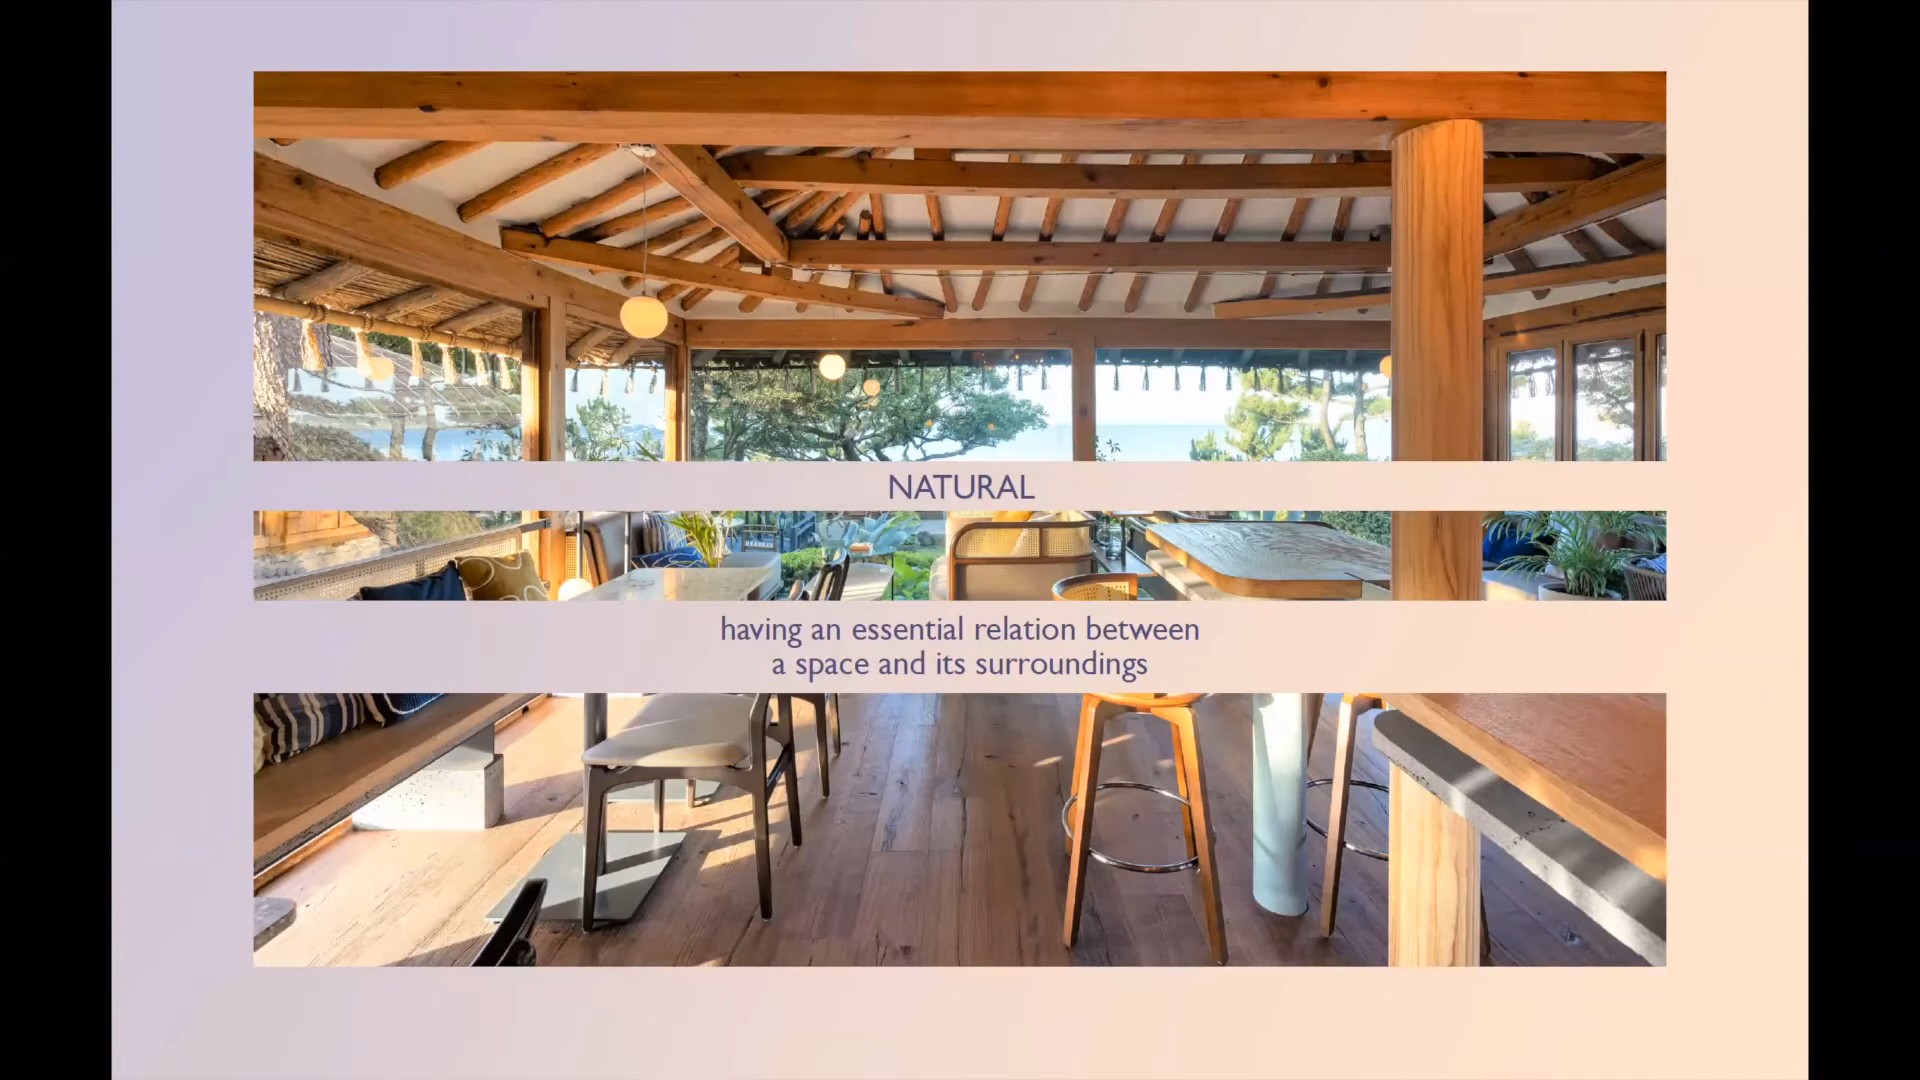 NATURAL
having an essential relation between
a space and its surroundings